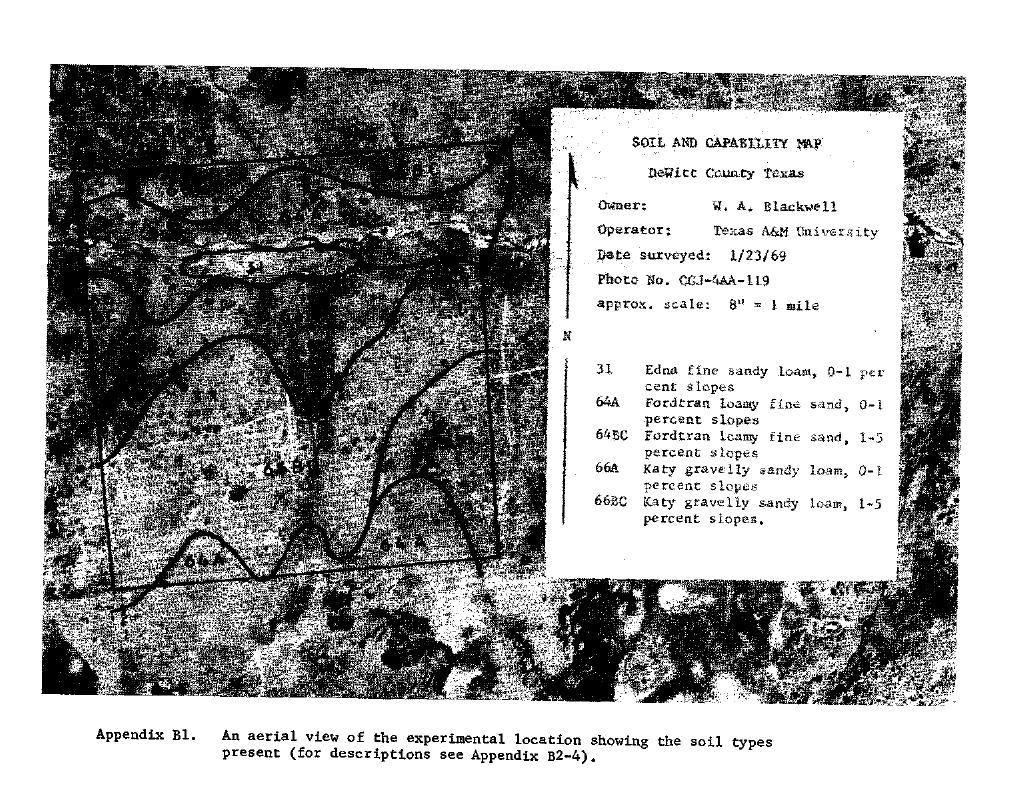 SOIL AND CAPABILITY MAP
DeWitt County Texas
Owner: W. A. Blackwell
Operator: Texas A&M University
Date surveyed: 1/23/69
Photo No. CGJ-4AA-119
approx. scale: 8" = 1 mile
N
31 Edna fine sandy loam, 0-1 per
cent slopes
64A Fordtran loamy fine sand, 0-1
percent slopes
64BC Fordtran loamy fine sand, 1-5
percent slopes
66A Katy gravelly sandy loam, 0-1
percent slopes
66BC Katy gravelly sandy loam, 1-5
percent slopes.
31
64A
64A
Appendix B1. An aerial view of the experimental location showing the soil types
present (for descriptions see Appendix B2-4).